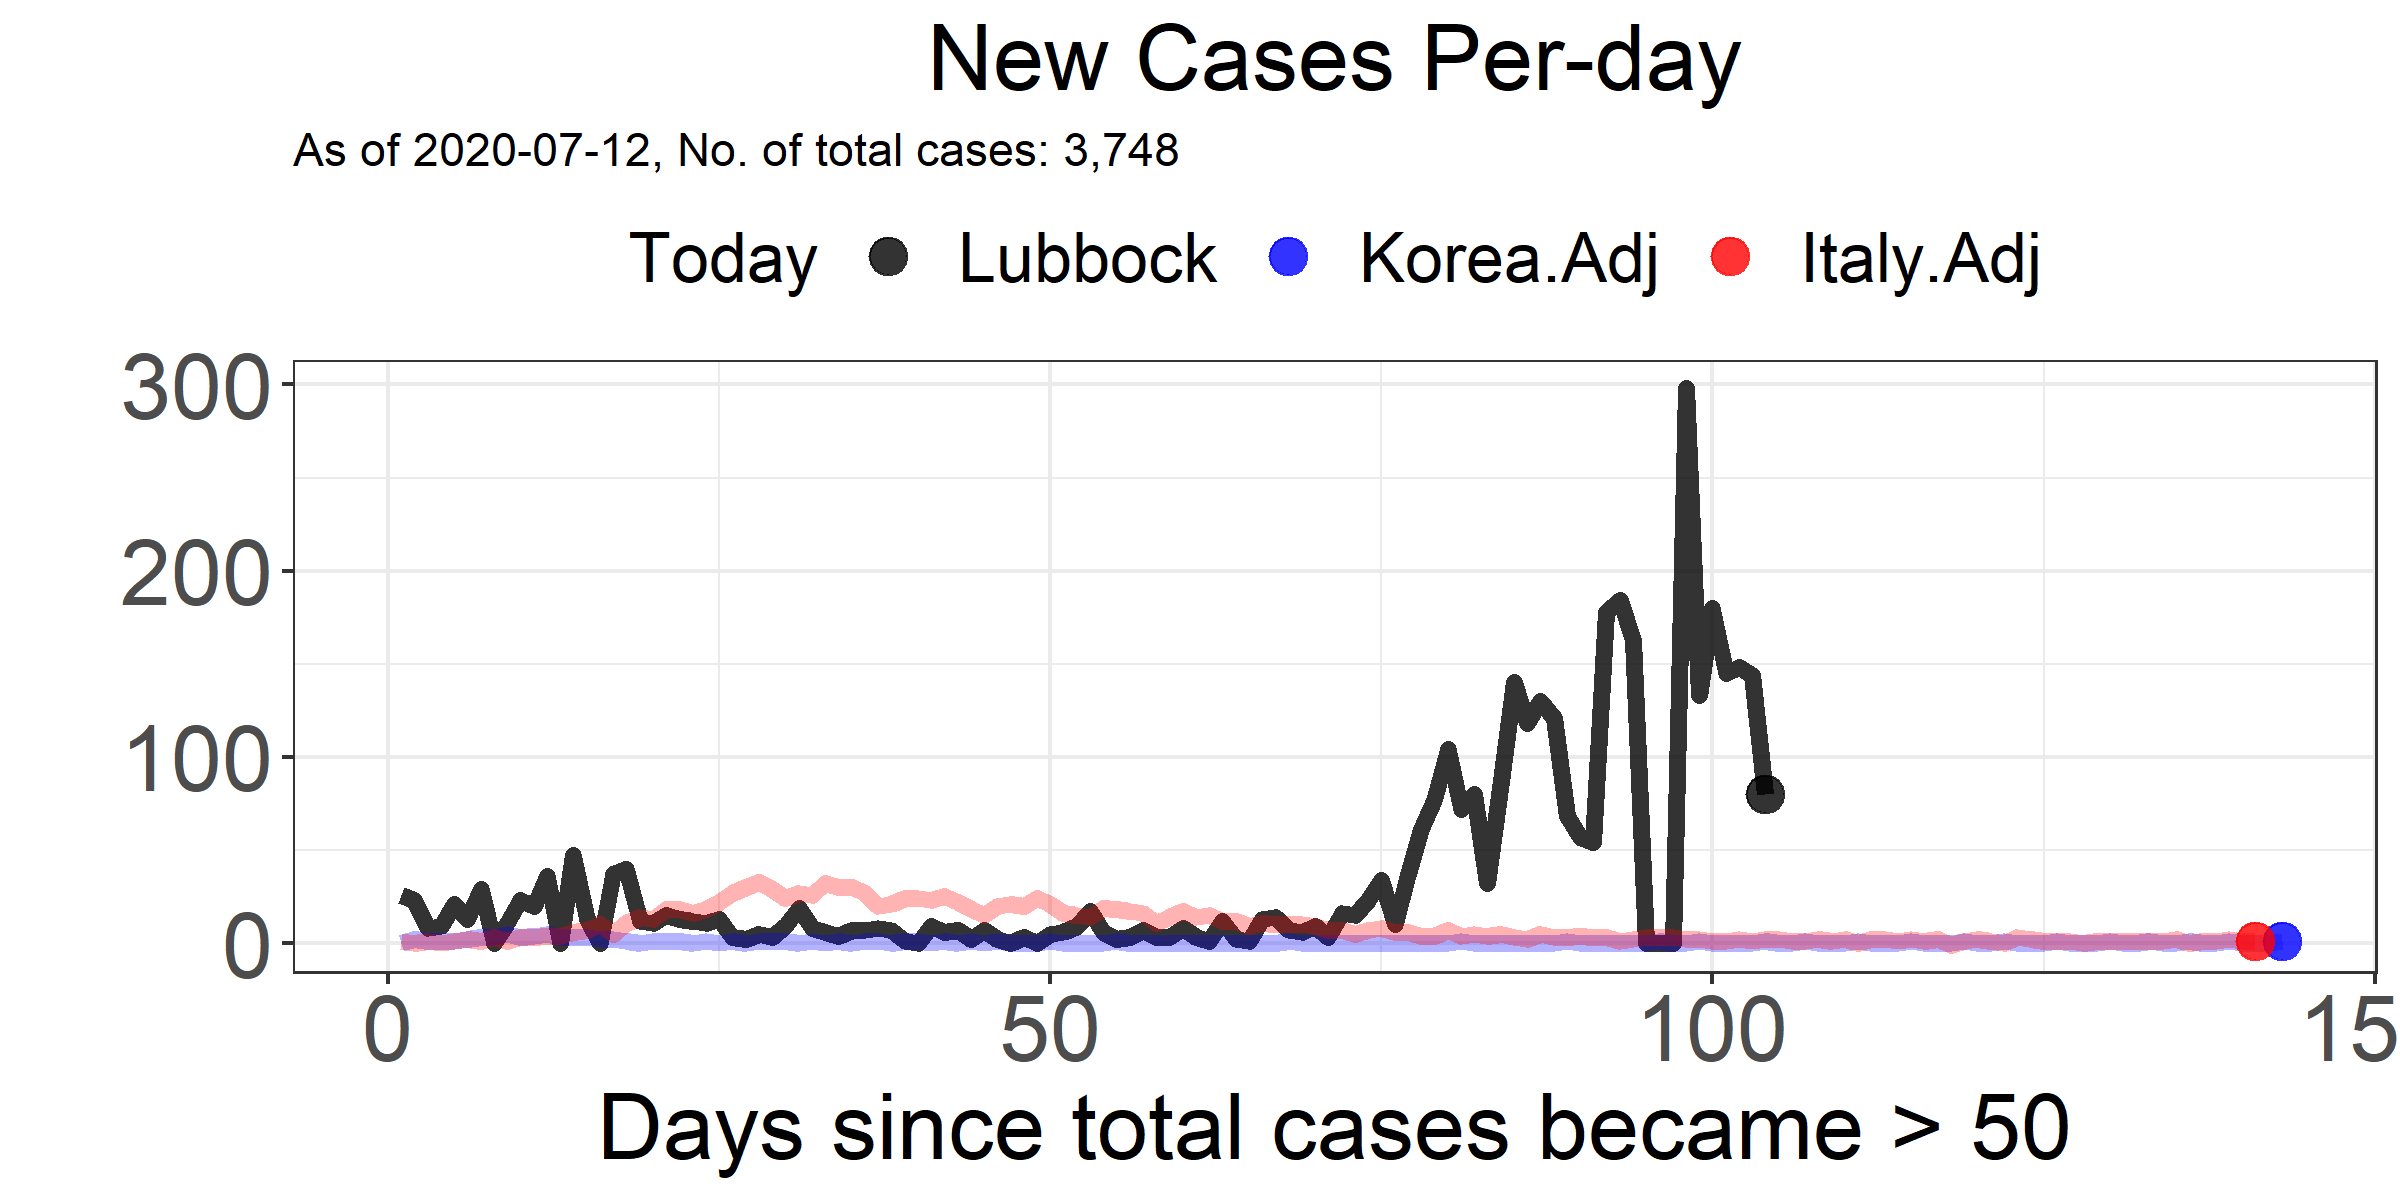 New Cases Per-day
As of 2020-07-12, No. of total cases: 3,748
Today Lubbock Korea.Adj Italy.Adj
300
200
100
0
0 50 100 15
Days since total cases became > 50